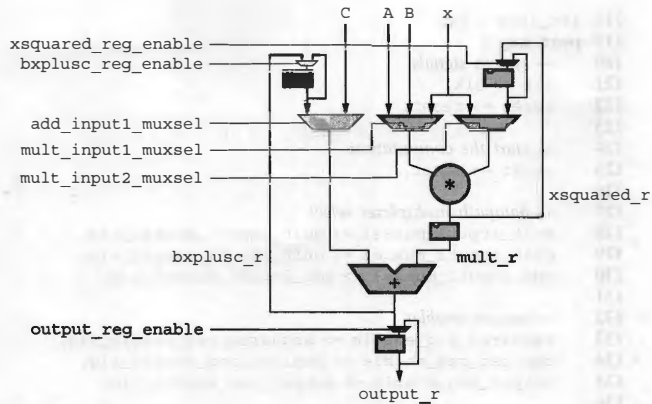 C A B x
xsquared_reg_enable
bxplusc_reg_enable
add_input1_muxsel
mult_input1_muxsel
mult_input2_muxsel
*
xsquared_r
bxplusc_r
mult_r
+
output_reg_enable
output_r